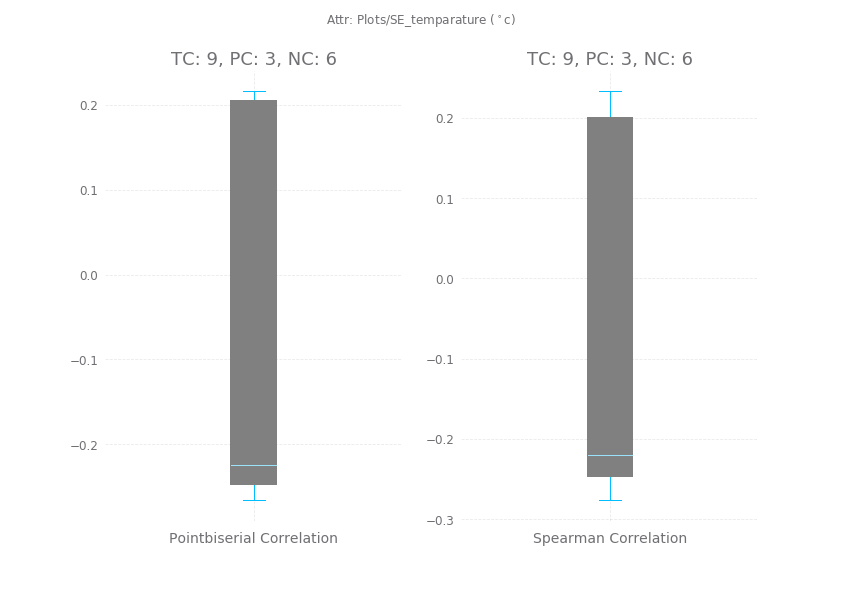 Attr: Plots/SE_temparature (°c)
TC: 9, PC: 3, NC: 6
0.2
0.1
0.0
−0.1
−0.2
Pointbiserial Correlation
TC: 9, PC: 3, NC: 6
0.2
0.1
0.0
−0.1
−0.2
−0.3
Spearman Correlation